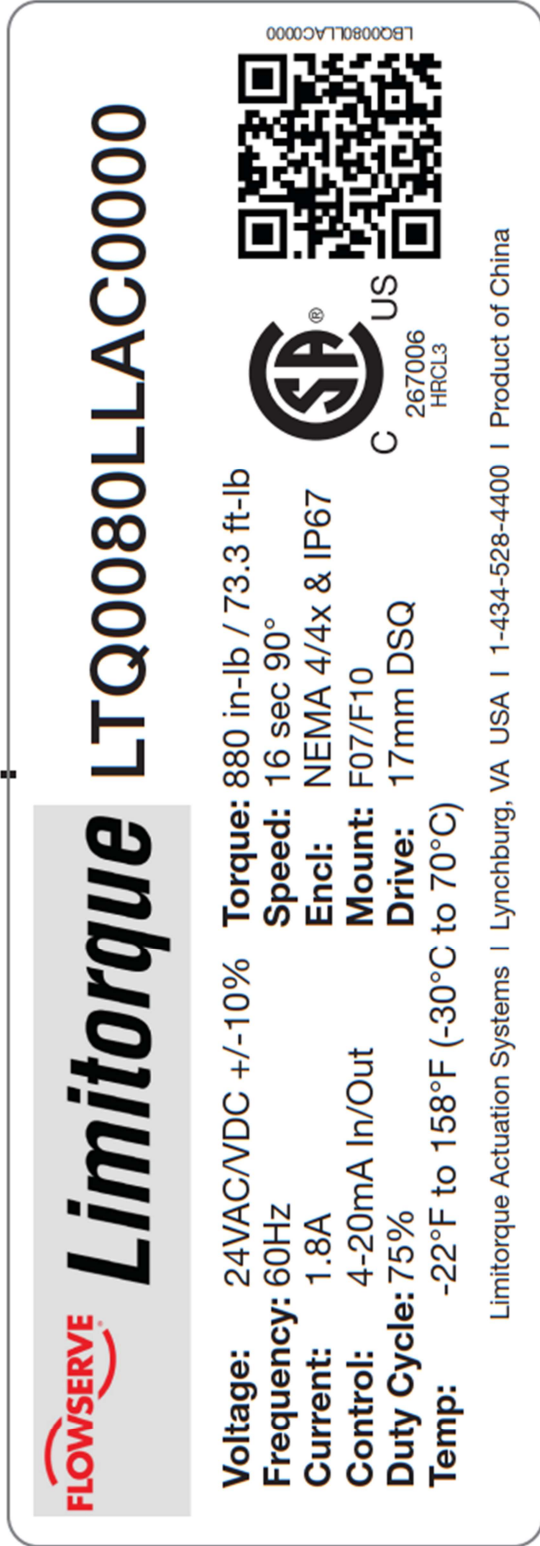 FLOWSERVE
Limitorque LTQ0080LLAC0000
Voltage: 24VAC/VDC +/-10% Torque: 880 in-lb / 73.3 ft-lb
Frequency: 60Hz Speed: 16 sec 90°
Current: 1.8A Encl: NEMA 4/4x & IP67
Control: 4-20mA In/Out Mount: F07/F10
Duty Cycle: 75% Drive: 17mm DSQ
Temp: -22°F to 158°F (-30°C to 70°C)
C SA® US
267006
HRCL3
LBQ0080LLAC0000
Limitorque Actuation Systems I Lynchburg, VA USA I 1-434-528-4400 I Product of China